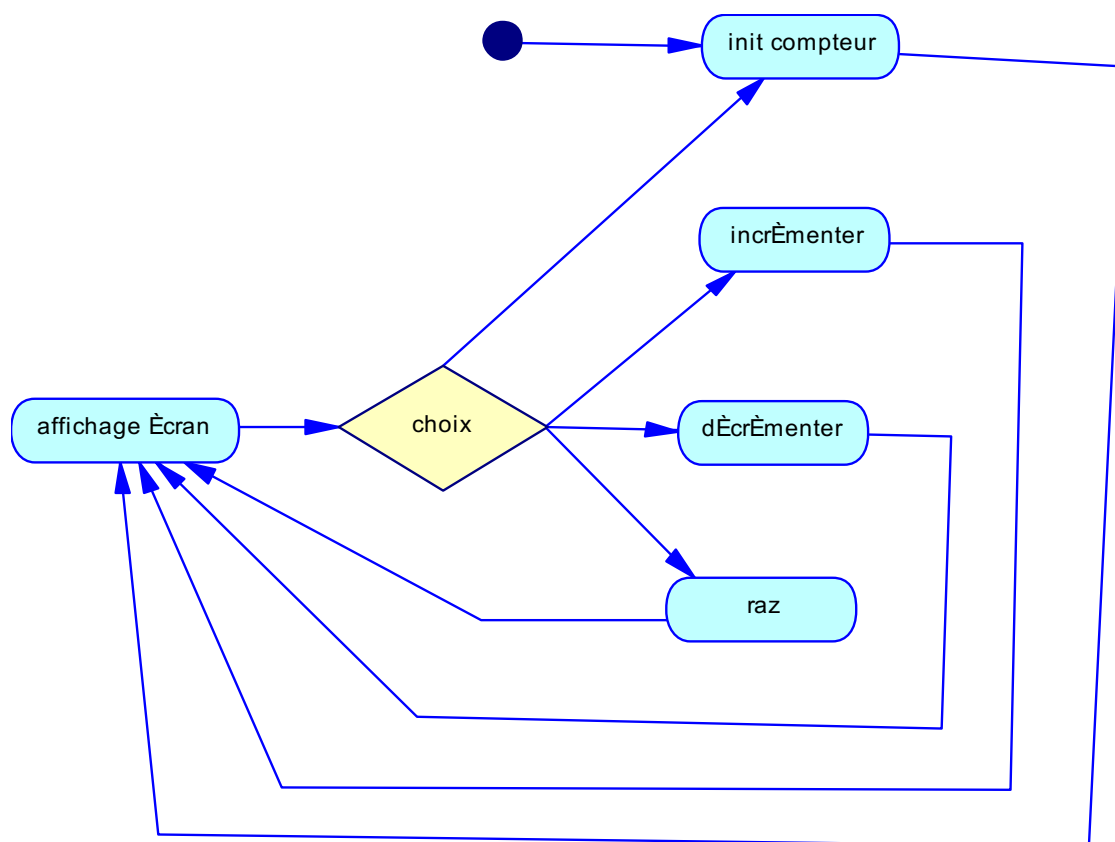 init compteur
incrÈmenter
affichage Ècran
choix
dÈcrÈmenter
raz